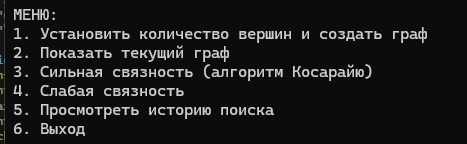 МЕНЮ:
1. Установить количество вершин и создать граф
2. Показать текущий граф
3. Сильная связность (алгоритм Косарайю)
4. Слабая связность
5. Просмотреть историю поиска
6. Выход